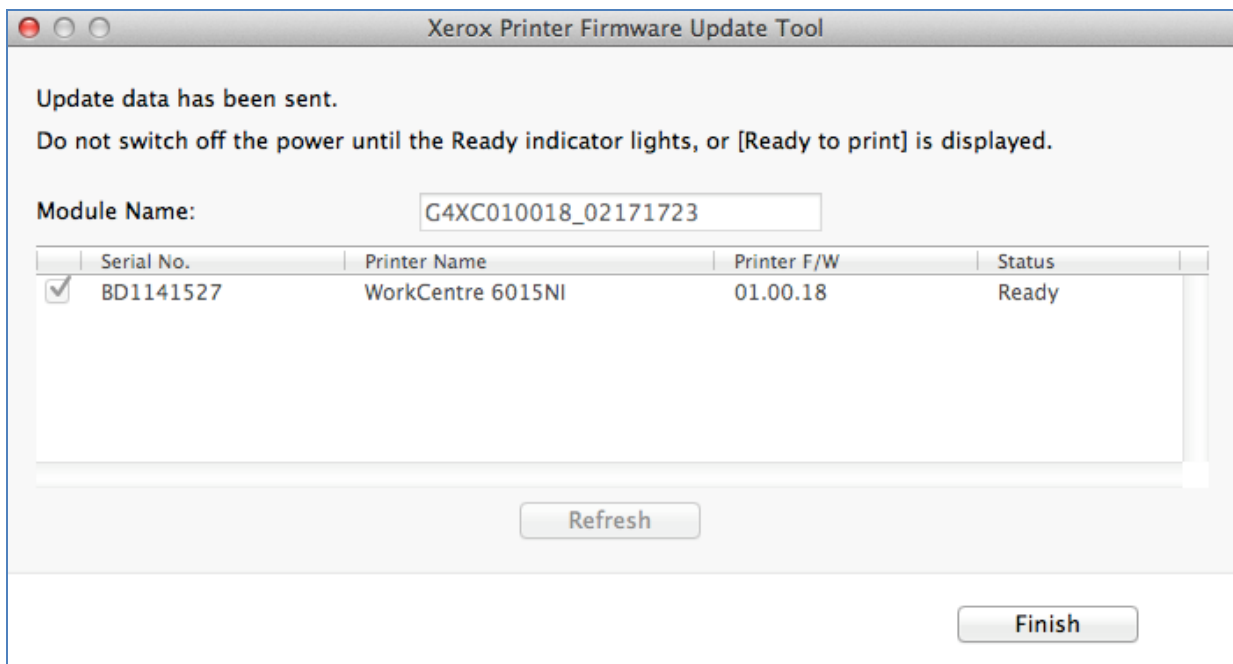 Xerox Printer Firmware Update Tool
Update data has been sent.
Do not switch off the power until the Ready indicator lights, or [Ready to print] is displayed.
Module Name: G4XC010018_02171723
Serial No. Printer Name Printer F/W Status
BD1141527 WorkCentre 6015NI 01.00.18 Ready
Refresh
Finish